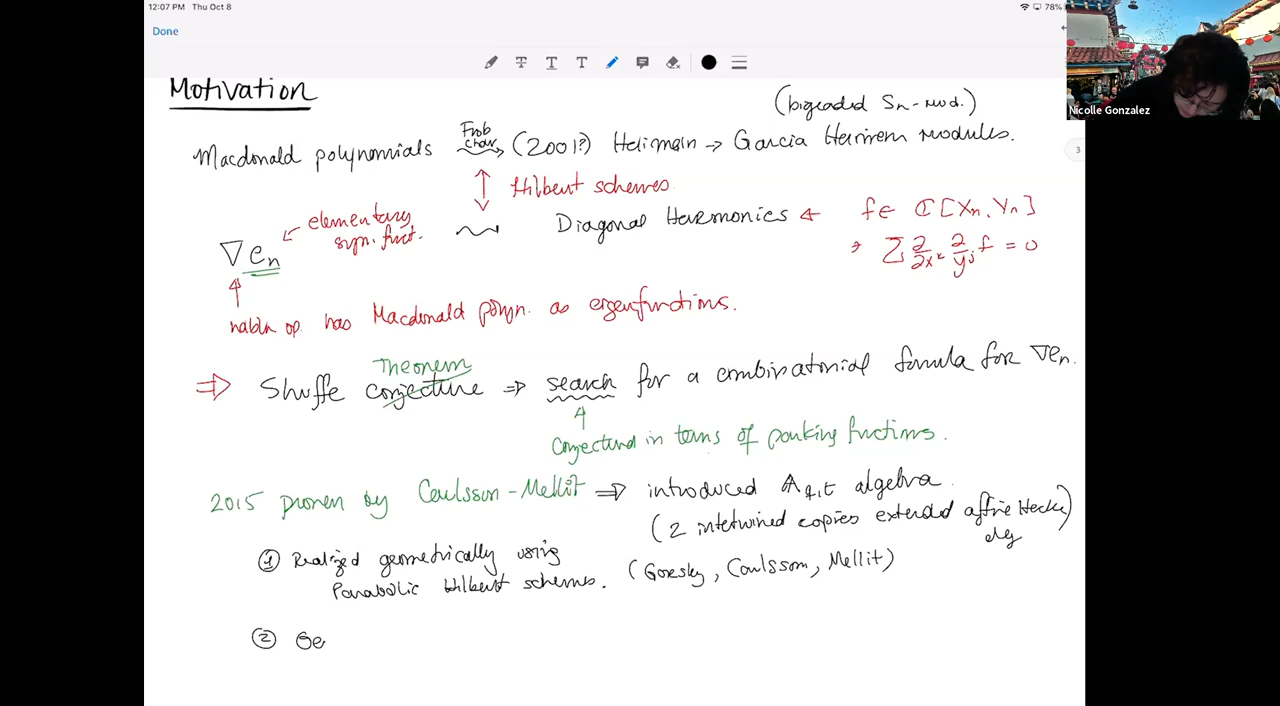 12:07 PM Thu Oct 8
78%
Done
Nicolle Gonzalez
3
Motivation
(bigraded Sn-mod.)
Macdonald polynomials Frob char (2001?) Haiman → Garsia Haiman modules.
Hilbert schemes
elementary sym. funct.
∇en
Diagonal Harmonics
f ∈ ℂ[Xn, Yn]
Σ ∂/∂x ∂/y f = 0
nabla op. has Macdonald polyn. as eigenfunctions.
Theorem
⇒ Shuffle conjecture ⇒ search for a combinatorial formula for ∇en.
Conjectured in terms of parking functions.
2015 proven by Carlsson-Mellit ⇒ introduced Aq,t algebra
(2 intertwined copies extended affine Hecke alg)
① Realized geometrically using
Parabolic Hilbert schemes. (Gorsky, Carlsson, Mellit)
② Ge